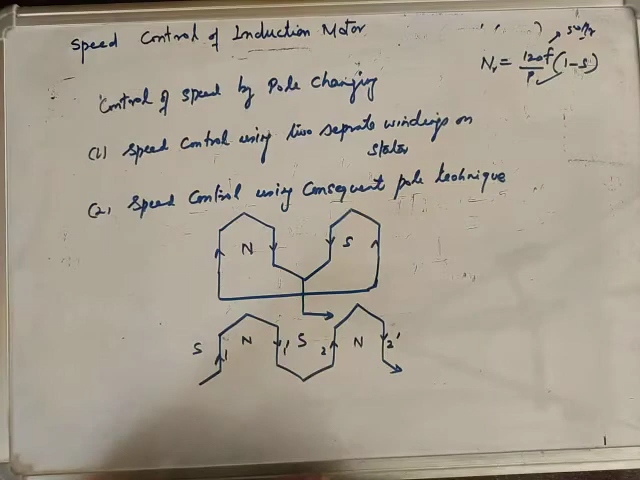 Speed Control of Induction Motor
slip
Nr = 120f/P (1-s)
Control of speed by Pole Changing
(1) Speed Control using two seprate windings on
stator
(2) Speed Control using Consequent pole technique
N S
S 1 N 1' S 2 N 2'